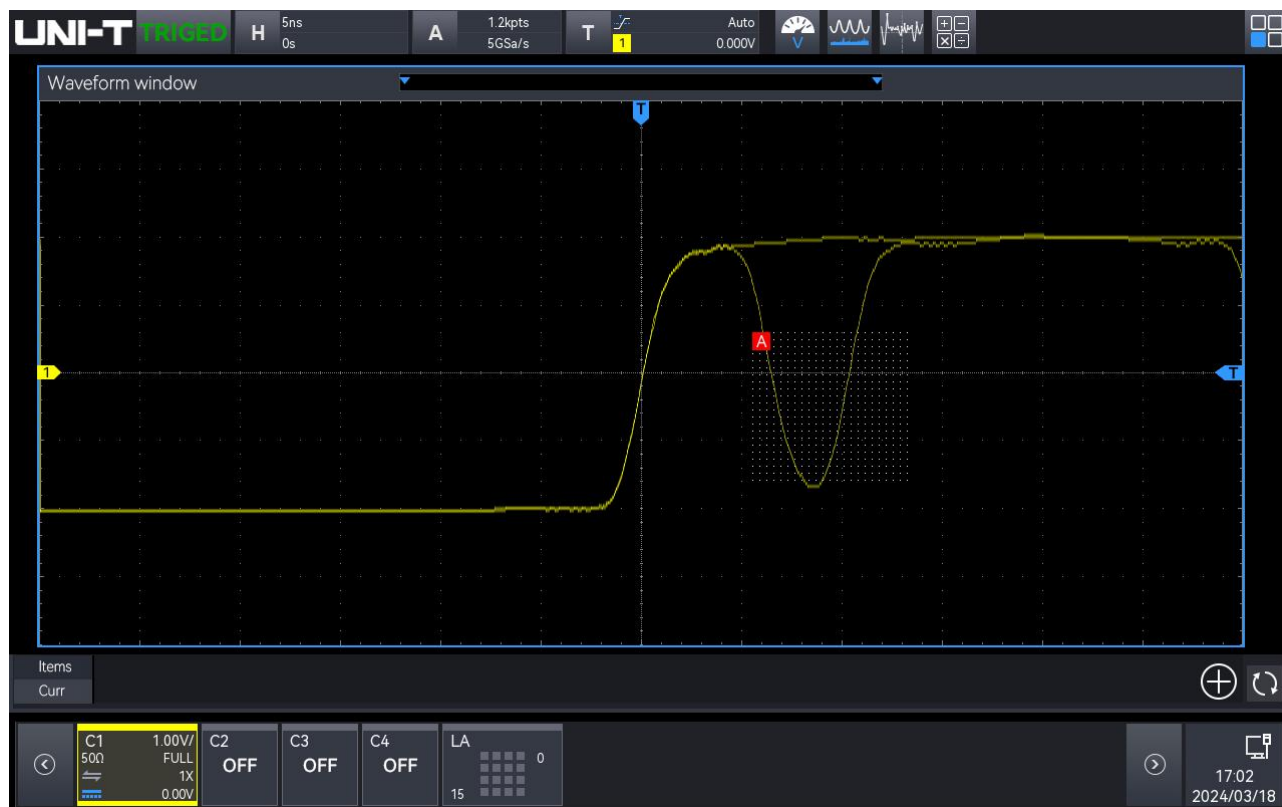 UNI-T TRIGED H 5ns A 1.2kpts T Auto
0s 5GSa/s 1 0.000V
V
Waveform window
T
A
1 T
Items
Curr
C1 1.00V/ C2 C3 C4 LA
50Ω FULL OFF OFF OFF 0
1X
0.00V 15
17:02
2024/03/18